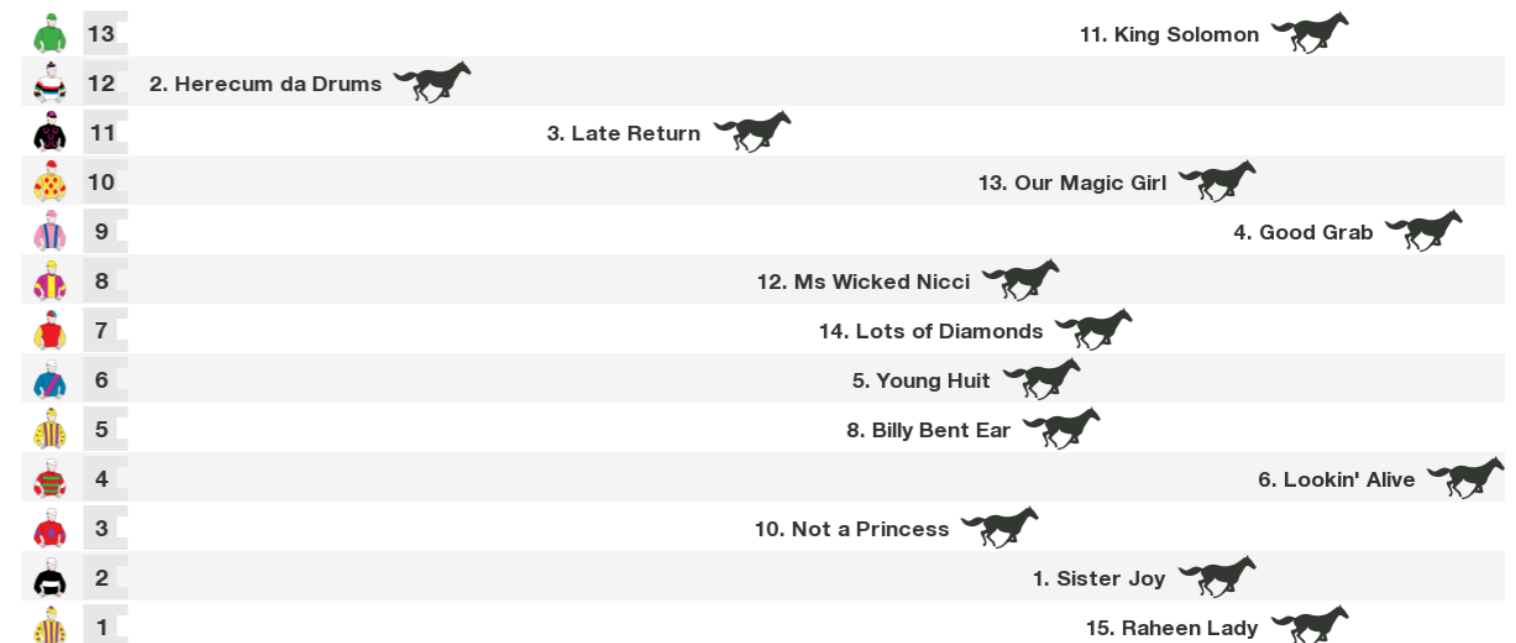 13 11. King Solomon
12 2. Herecum da Drums
11 3. Late Return
10 13. Our Magic Girl
9 4. Good Grab
8 12. Ms Wicked Nicci
7 14. Lots of Diamonds
6 5. Young Huit
5 8. Billy Bent Ear
4 6. Lookin' Alive
3 10. Not a Princess
2 1. Sister Joy
1 15. Raheen Lady